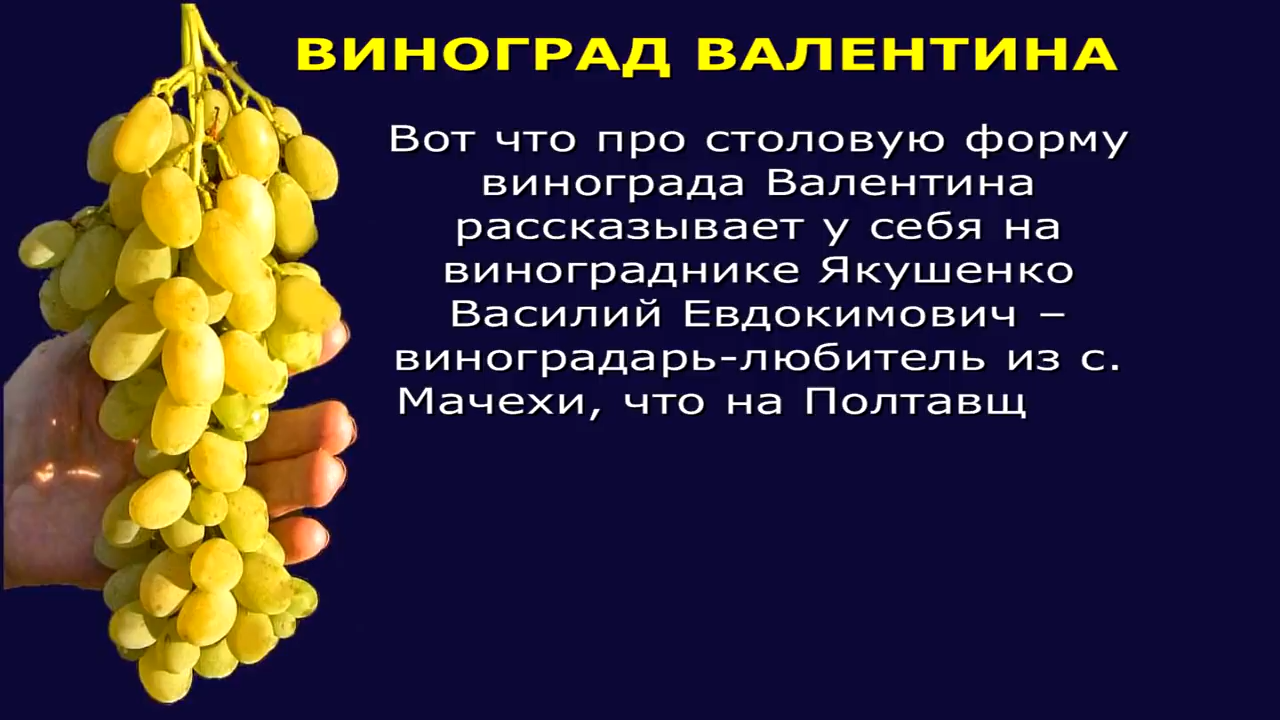 ВИНОГРАД ВАЛЕНТИНА
Вот что про столовую форму
винограда Валентина
рассказывает у себя на
винограднике Якушенко
Василий Евдокимович –
виноградарь-любитель из с.
Мачехи, что на Полтавщ